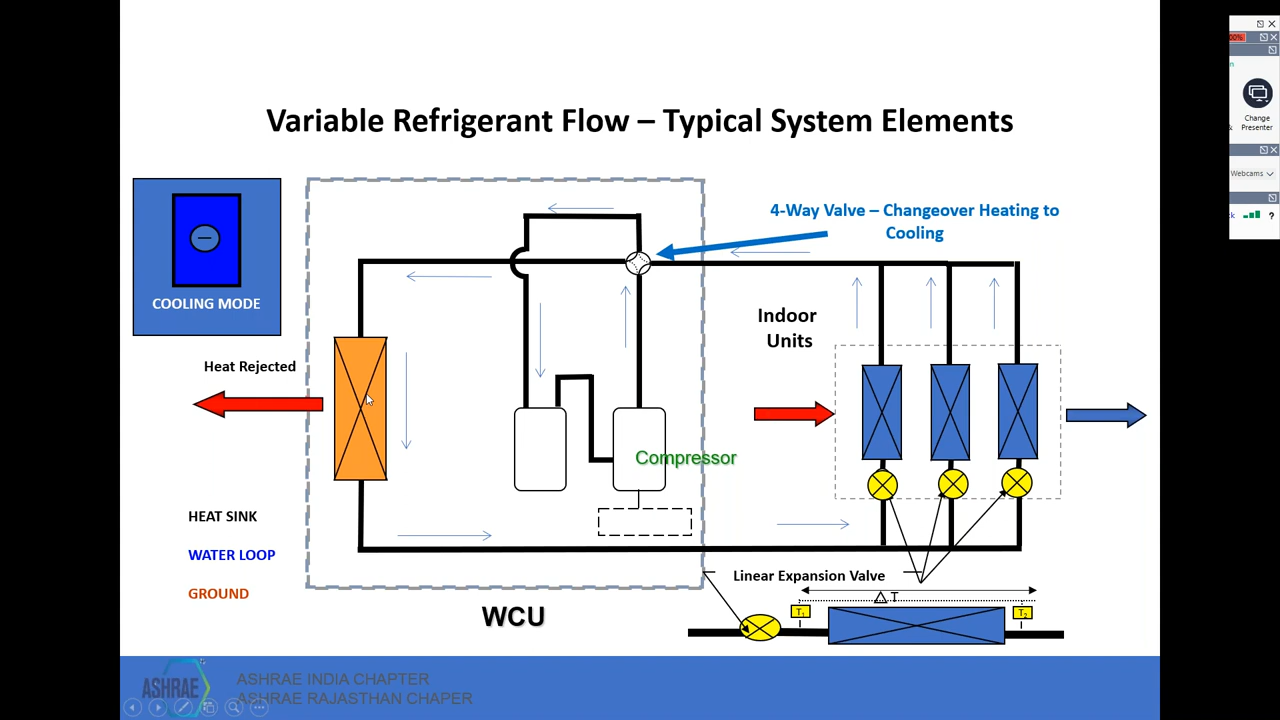 Variable Refrigerant Flow – Typical System Elements
4-Way Valve – Changeover Heating to
Cooling
COOLING MODE
Indoor
Units
Heat Rejected
Compressor
HEAT SINK
WATER LOOP
GROUND
Linear Expansion Valve
△ T
T1
T2
WCU
ASHRAE
ASHRAE INDIA CHAPTER
ASHRAE RAJASTHAN CHAPER
Change
Presenter
Webcams
?